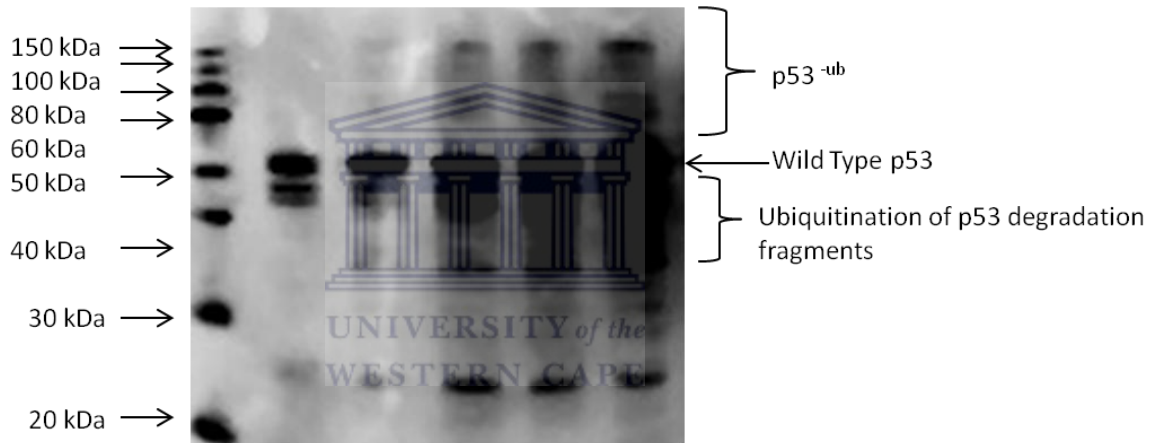 150 kDa
100 kDa
80 kDa
60 kDa
50 kDa
40 kDa
30 kDa
20 kDa
p53 -ub
Wild Type p53
Ubiquitination of p53 degradation
fragments
UNIVERSITY of the
WESTERN CAPE